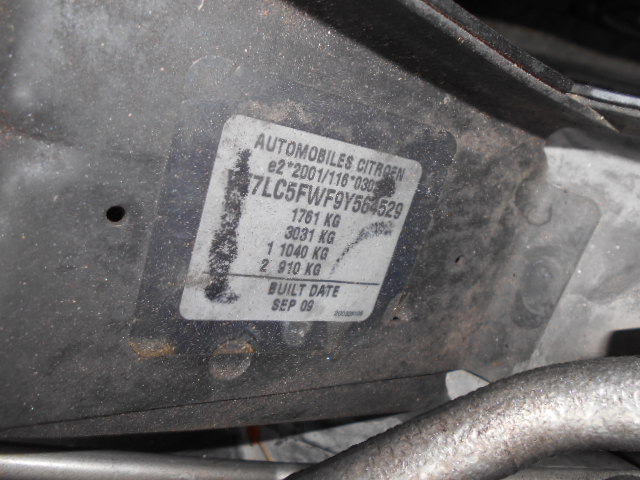 AUTOMOBILES CITROEN
e2*2001/116*030
7LC5FWF9Y564529
1761 KG
3031 KG
1 1040 KG
2 910 KG
BUILT DATE
SEP 09